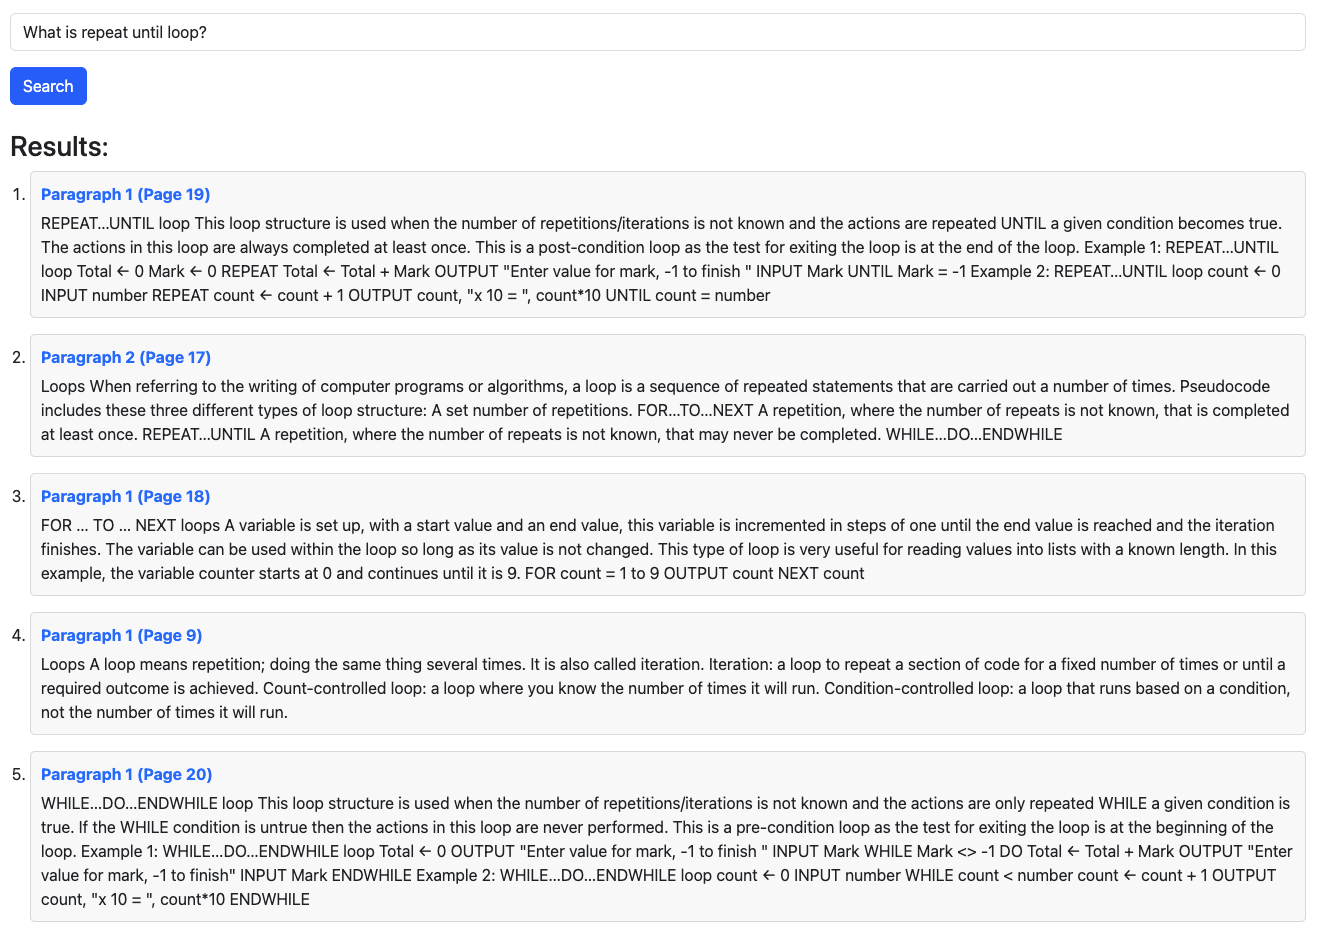 What is repeat until loop?
Search
Results:
1. Paragraph 1 (Page 19)
REPEAT...UNTIL loop This loop structure is used when the number of repetitions/iterations is not known and the actions are repeated UNTIL a given condition becomes true.
The actions in this loop are always completed at least once. This is a post-condition loop as the test for exiting the loop is at the end of the loop. Example 1: REPEAT...UNTIL
loop Total ← 0 Mark ← 0 REPEAT Total ← Total + Mark OUTPUT "Enter value for mark, -1 to finish " INPUT Mark UNTIL Mark = -1 Example 2: REPEAT...UNTIL loop count ← 0
INPUT number REPEAT count ← count + 1 OUTPUT count, "x 10 = ", count*10 UNTIL count = number
2. Paragraph 2 (Page 17)
Loops When referring to the writing of computer programs or algorithms, a loop is a sequence of repeated statements that are carried out a number of times. Pseudocode
includes these three different types of loop structure: A set number of repetitions. FOR...TO...NEXT A repetition, where the number of repeats is not known, that is completed
at least once. REPEAT...UNTIL A repetition, where the number of repeats is not known, that may never be completed. WHILE...DO...ENDWHILE
3. Paragraph 1 (Page 18)
FOR ... TO ... NEXT loops A variable is set up, with a start value and an end value, this variable is incremented in steps of one until the end value is reached and the iteration
finishes. The variable can be used within the loop so long as its value is not changed. This type of loop is very useful for reading values into lists with a known length. In this
example, the variable counter starts at 0 and continues until it is 9. FOR count = 1 to 9 OUTPUT count NEXT count
4. Paragraph 1 (Page 9)
Loops A loop means repetition; doing the same thing several times. It is also called iteration. Iteration: a loop to repeat a section of code for a fixed number of times or until a
required outcome is achieved. Count-controlled loop: a loop where you know the number of times it will run. Condition-controlled loop: a loop that runs based on a condition,
not the number of times it will run.
5. Paragraph 1 (Page 20)
WHILE...DO...ENDWHILE loop This loop structure is used when the number of repetitions/iterations is not known and the actions are only repeated WHILE a given condition is
true. If the WHILE condition is untrue then the actions in this loop are never performed. This is a pre-condition loop as the test for exiting the loop is at the beginning of the
loop. Example 1: WHILE...DO...ENDWHILE loop Total ← 0 OUTPUT "Enter value for mark, -1 to finish " INPUT Mark WHILE Mark <> -1 DO Total ← Total + Mark OUTPUT "Enter
value for mark, -1 to finish" INPUT Mark ENDWHILE Example 2: WHILE...DO...ENDWHILE loop count ← 0 INPUT number WHILE count < number count ← count + 1 OUTPUT
count, "x 10 = ", count*10 ENDWHILE